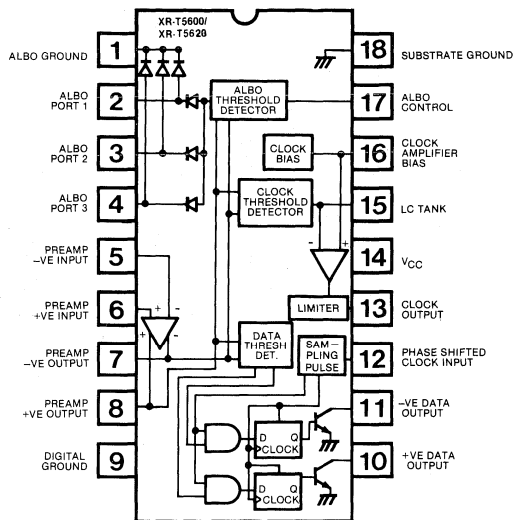 XR-T5600/
XR-T5620
ALBO GROUND
1
ALBO
PORT 1
2
ALBO
PORT 2
3
ALBO
PORT 3
4
PREAMP
–VE INPUT
5
PREAMP
+VE INPUT
6
PREAMP
–VE OUTPUT
7
PREAMP
+VE OUTPUT
8
DIGITAL
GROUND
9
ALBO
THRESHOLD
DETECTOR
CLOCK
BIAS
CLOCK
THRESHOLD
DETECTOR
- +
LIMITER
+ -
DATA
THRESH
DET.
SAM–
PLING
PULSE
D Q
CLOCK
D Q
CLOCK
18
SUBSTRATE GROUND
17
ALBO
CONTROL
16
CLOCK
AMPLIFIER
BIAS
15
LC TANK
14
VCC
13
CLOCK
OUTPUT
12
PHASE SHIFTED
CLOCK INPUT
11
–VE DATA
OUTPUT
10
+VE DATA
OUTPUT